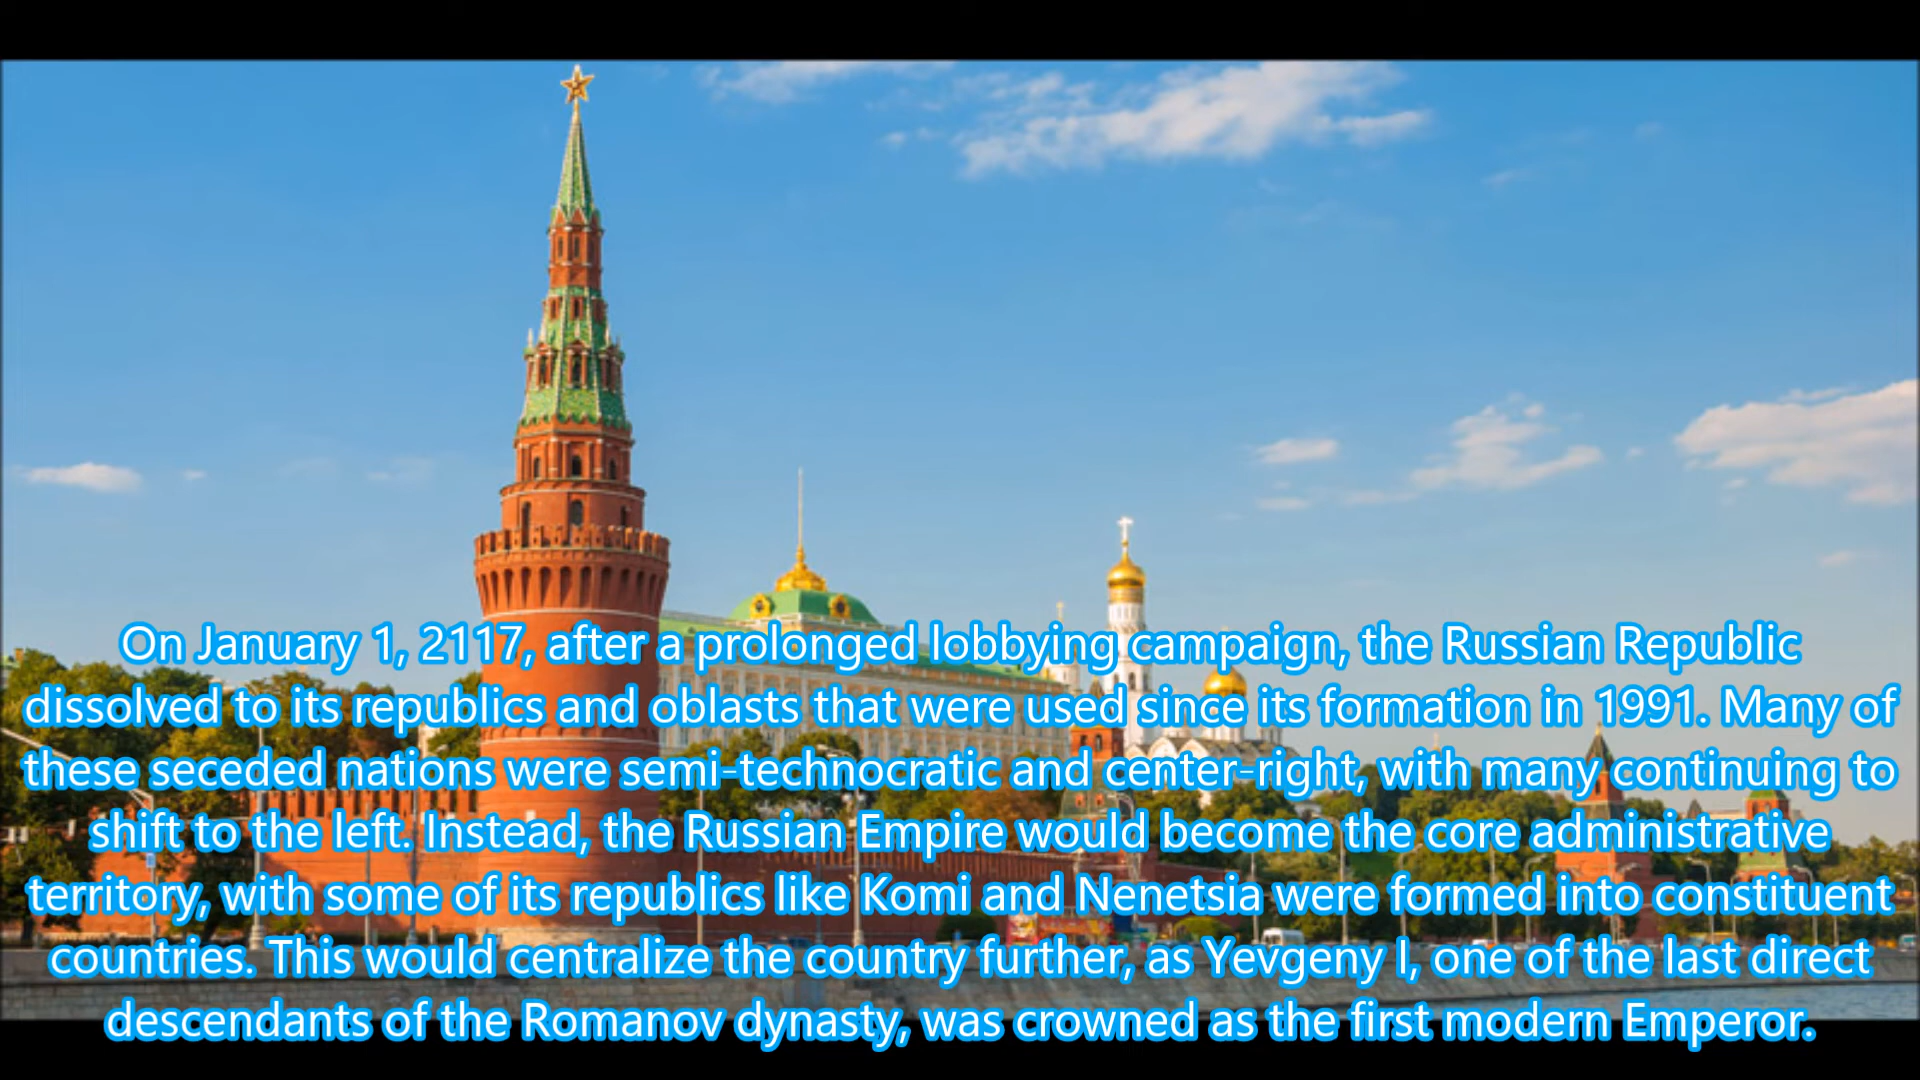 On January 1, 2117, after a prolonged lobbying campaign, the Russian Republic
dissolved to its republics and oblasts that were used since its formation in 1991. Many of
these seceded nations were semi-technocratic and center-right, with many continuing to
shift to the left. Instead, the Russian Empire would become the core administrative
territory, with some of its republics like Komi and Nenetsia were formed into constituent
countries. This would centralize the country further, as Yevgeny I, one of the last direct
descendants of the Romanov dynasty, was crowned as the first modern Emperor.